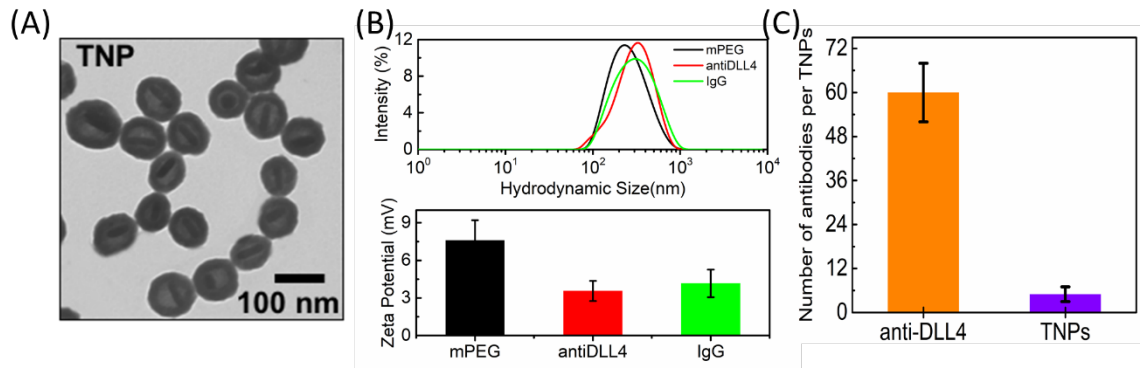 (A)
TNP
100 nm
(B)
Intensity (%)
12
8
4
0
mPEG
antiDLL4
IgG
10⁰ 10¹ 10² 10³ 10⁴
Hydrodynamic Size(nm)
Zeta Potential (mV)
9
6
3
0
mPEG antiDLL4 IgG
(C)
Number of antibodies per TNPs
72
60
48
36
24
12
0
anti-DLL4 TNPs